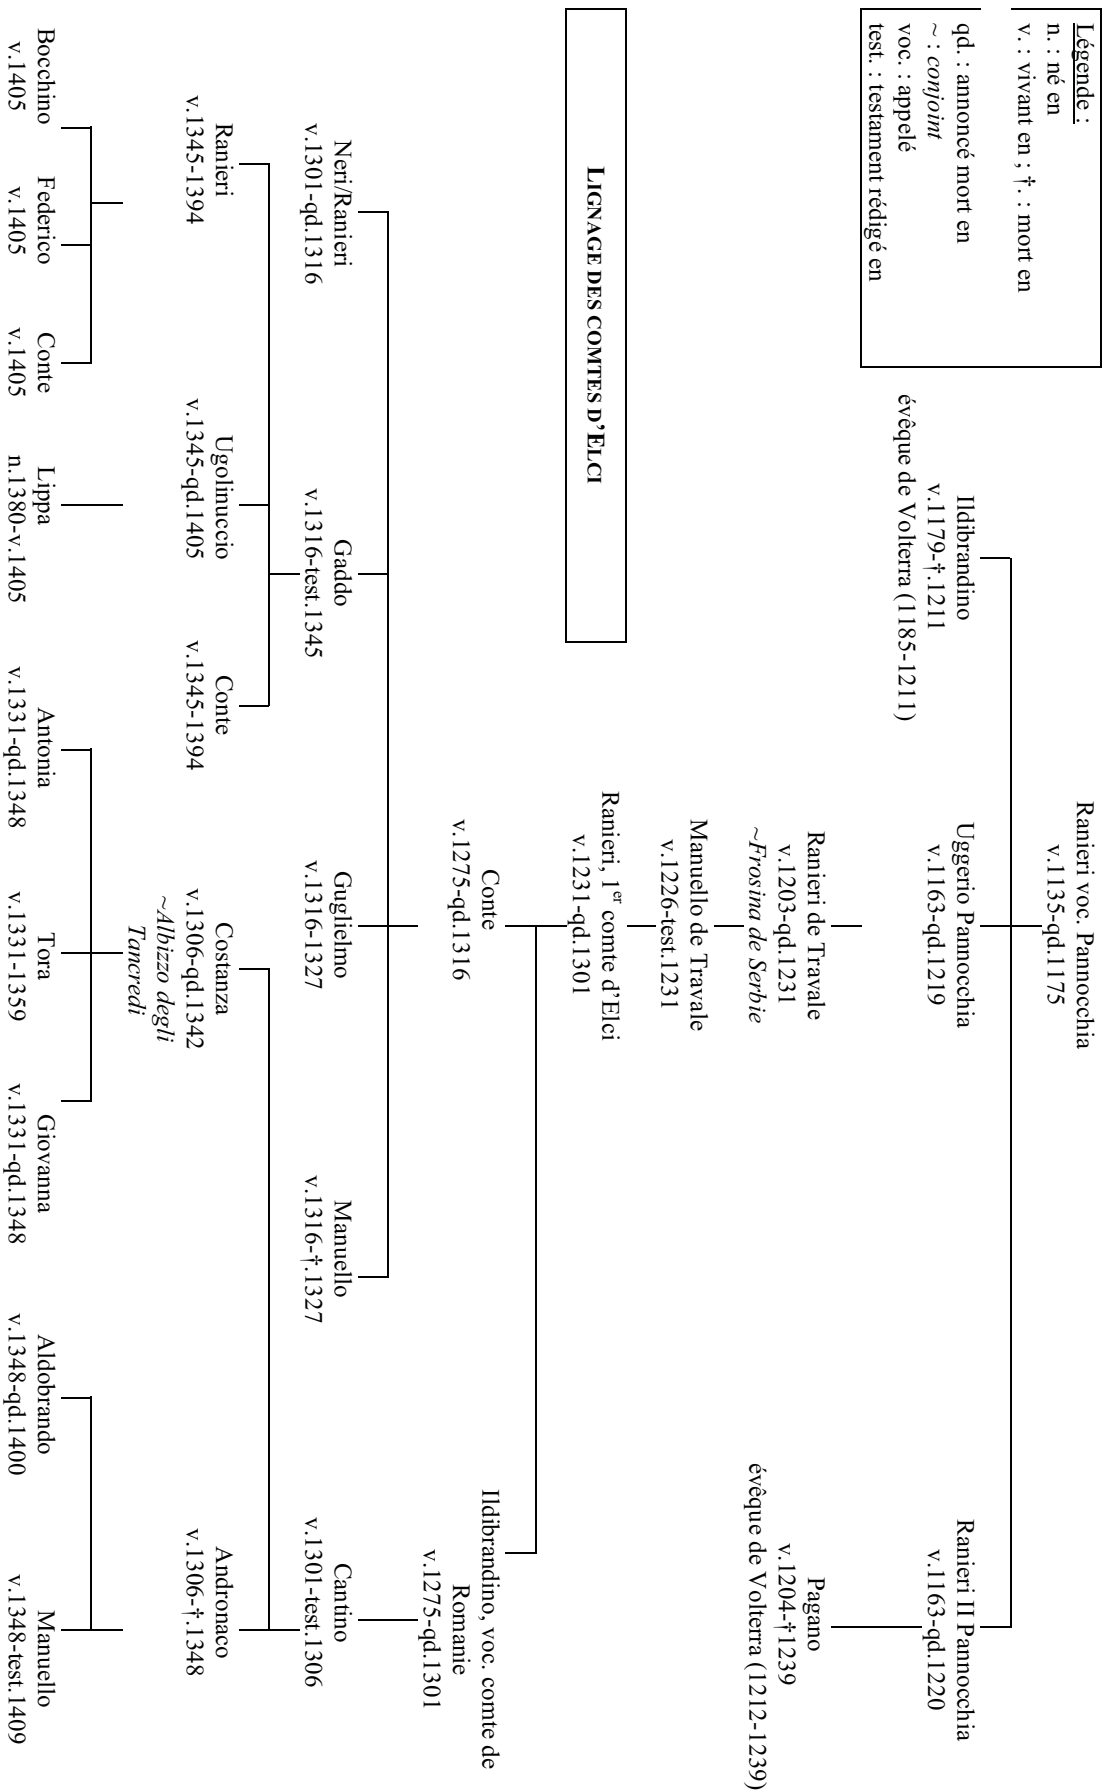 Légende :
n. : né en
v. : vivant en ; †. : mort en
qd. : annoncé mort en
~ : conjoint
voc. : appelé
test. : testament rédigé en
LIGNAGE DES COMTES D'ELCI
Ranieri voc. Pannocchia
v.1135-qd.1175
Ildibrandino
v.1179-†.1211
évêque de Volterra (1185-1211)
Uggerio Pannocchia
v.1163-qd.1219
Ranieri II Pannocchia
v.1163-qd.1220
Ranieri de Travale
v.1203-qd.1231
~Frosina de Serbie
Pagano
v.1204-†1239
évêque de Volterra (1212-1239)
Manuello de Travale
v.1226-test.1231
Ranieri, 1er comte d'Elci
v.1231-qd.1301
Conte
v.1275-qd.1316
Ildibrandino, voc. comte de
Romanie
v.1275-qd.1301
Neri/Ranieri
v.1301-qd.1316
Gaddo
v.1316-test.1345
Guglielmo
v.1316-1327
Manuello
v.1316-†.1327
Cantino
v.1301-test.1306
Ranieri
v.1345-1394
Ugolinuccio
v.1345-qd.1405
Conte
v.1345-1394
Costanza
v.1306-qd.1342
~Albizzo degli
Tancredi
Andronaco
v.1306-†.1348
Bocchino
v.1405
Federico
v.1405
Conte
v.1405
Lippa
n.1380-v.1405
Antonia
v.1331-qd.1348
Tora
v.1331-1359
Giovanna
v.1331-qd.1348
Aldobrando
v.1348-qd.1400
Manuello
v.1348-test.1409